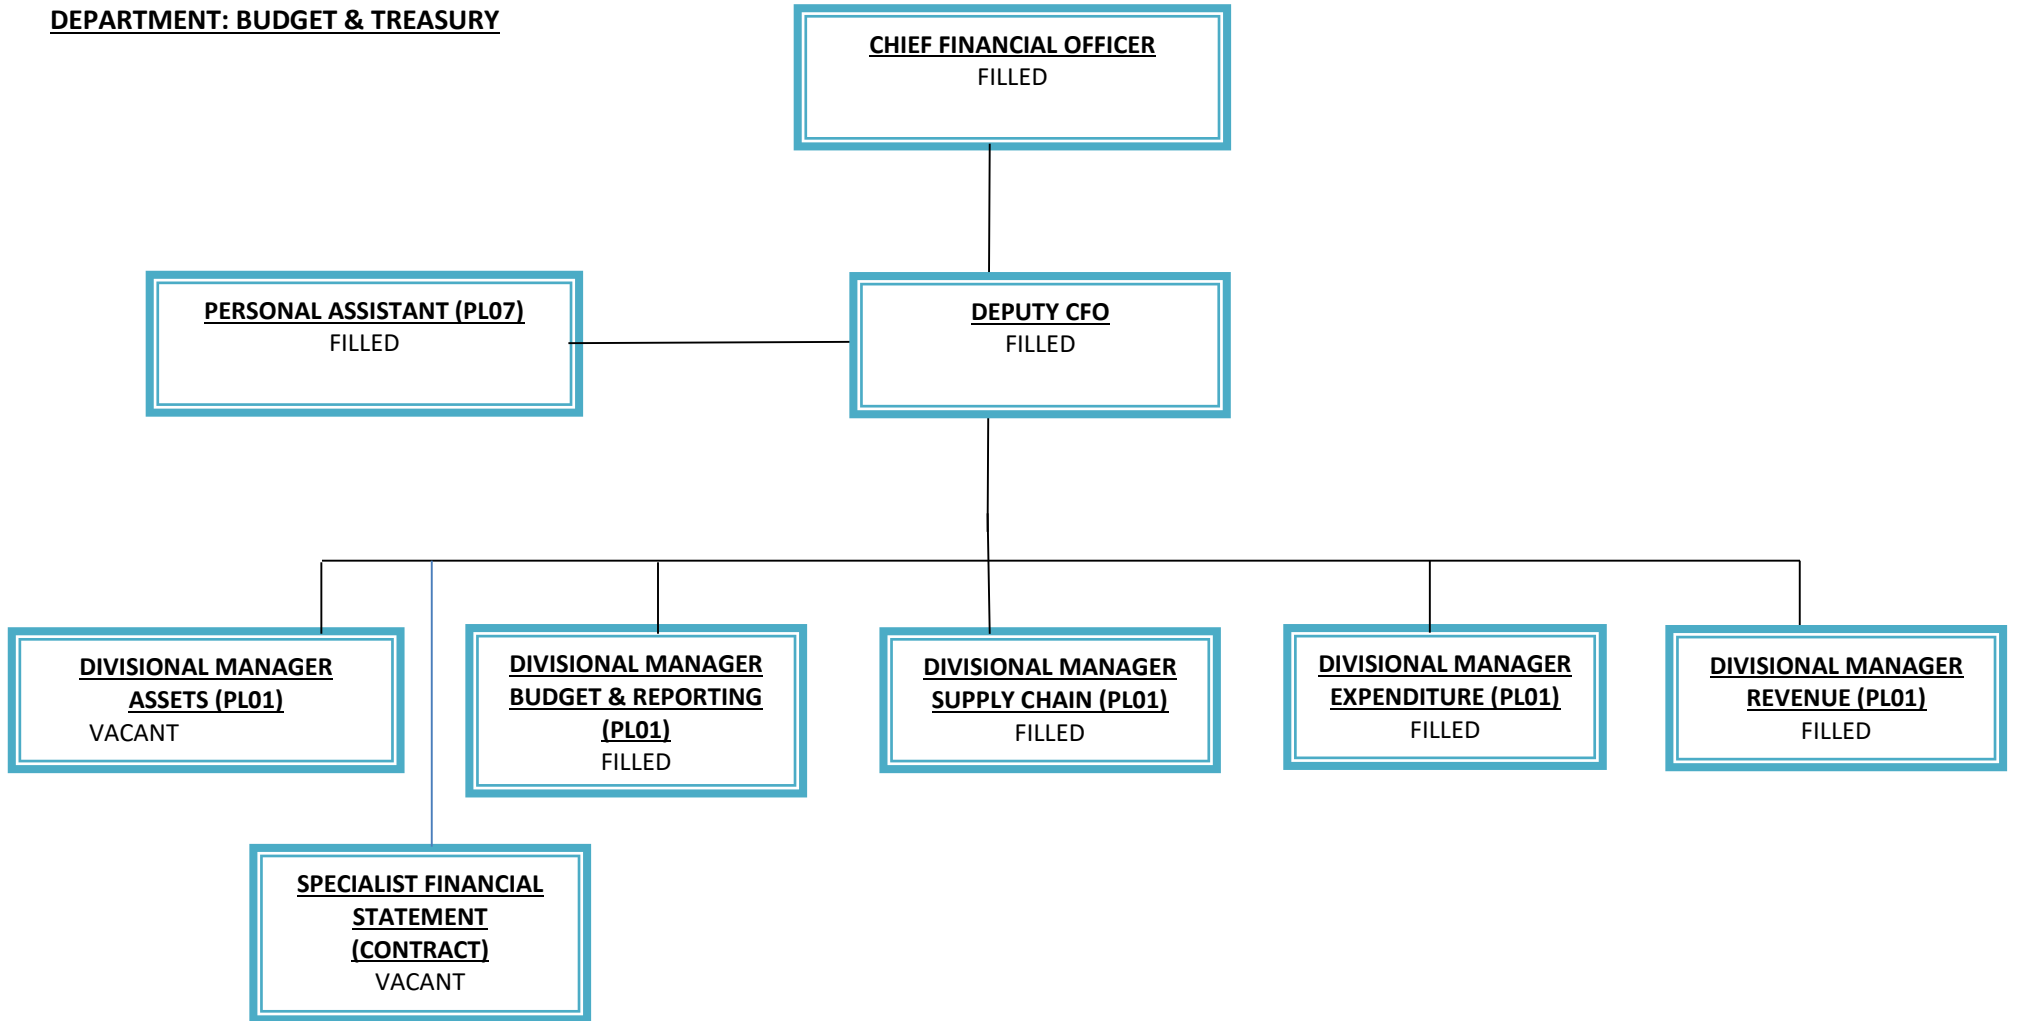 DEPARTMENT: BUDGET & TREASURY
CHIEF FINANCIAL OFFICER
FILLED
PERSONAL ASSISTANT (PL07)
FILLED
DEPUTY CFO
FILLED
DIVISIONAL MANAGER
ASSETS (PL01)
VACANT
DIVISIONAL MANAGER
BUDGET & REPORTING
(PL01)
FILLED
DIVISIONAL MANAGER
SUPPLY CHAIN (PL01)
FILLED
DIVISIONAL MANAGER
EXPENDITURE (PL01)
FILLED
DIVISIONAL MANAGER
REVENUE (PL01)
FILLED
SPECIALIST FINANCIAL
STATEMENT
(CONTRACT)
VACANT